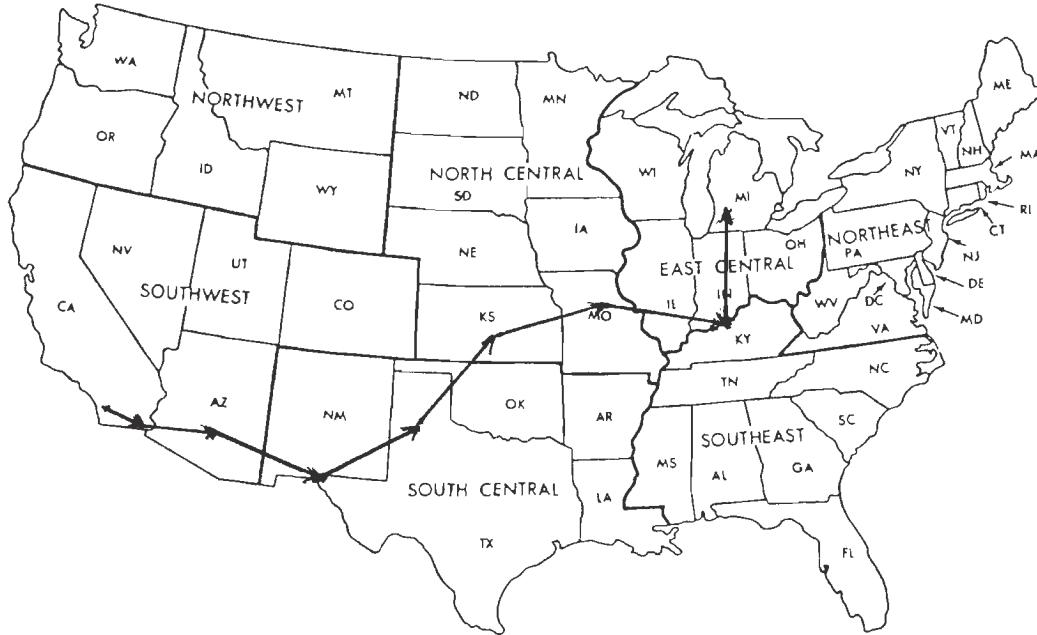 WA
MT
NORTHWEST
OR
ID
WY
ND
MN
NORTH CENTRAL
SD
WI
MI
ME
VT
NH
MA
NY
RI
CT
NV
UT
SOUTHWEST
CA
CO
NE
IA
EAST CENTRAL
OH
IE
IN
NORTHEAST
PA
NJ
DE
MD
DC
WV
VA
KS
MO
KY
AZ
NM
OK
AR
TN
NC
SC
SOUTHEAST
MS
AL
GA
SOUTH CENTRAL
LA
TX
FL